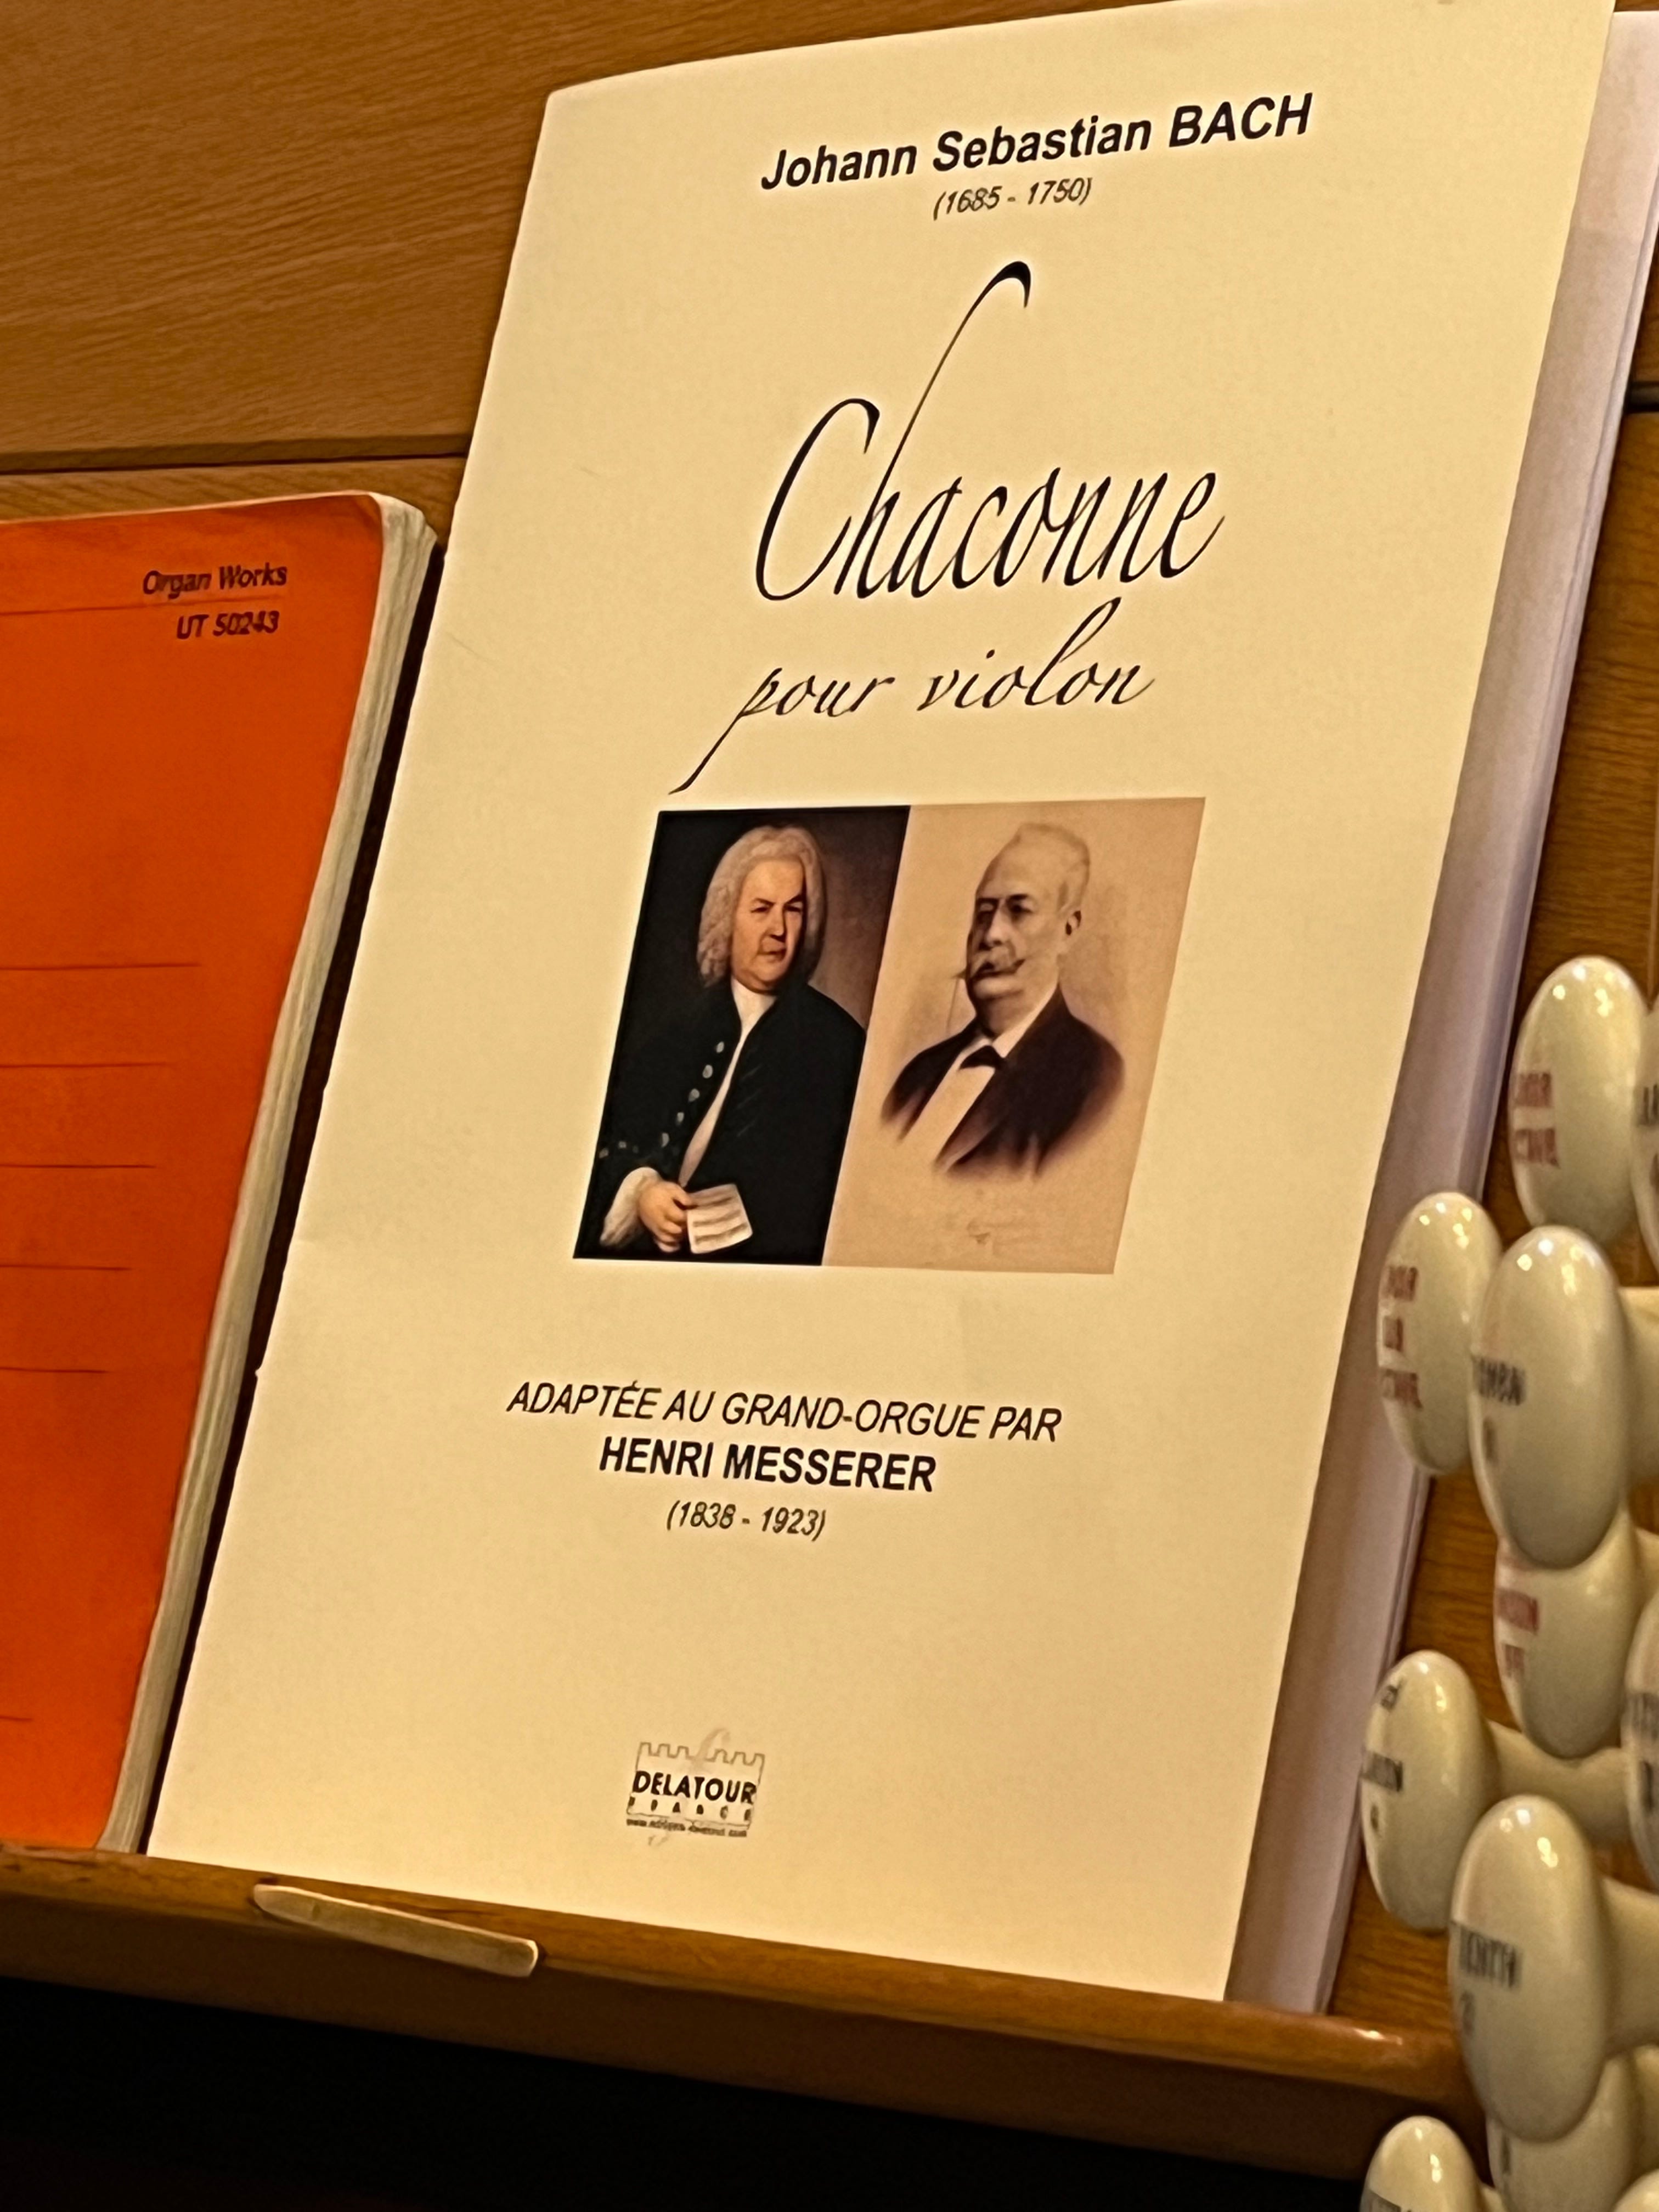 Johann Sebastian BACH
(1685 - 1750)
Chaconne
pour violon
ADAPTÉE AU GRAND-ORGUE PAR
HENRI MESSERER
(1838 - 1923)
DELATOUR
FRANCE
Organ Works
UT 50243